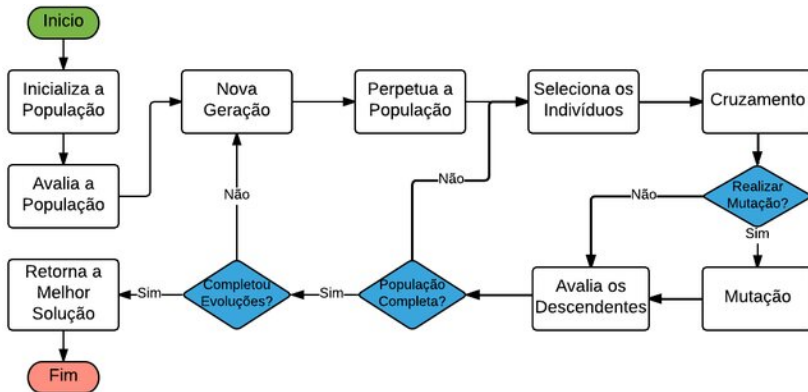 Inicio
Inicializa a
População
Avalia a
População
Nova
Geração
Perpetua a
População
Seleciona os
Indivíduos
Cruzamento
Realizar
Mutação?
Não
Sim
Mutação
Avalia os
Descendentes
População
Completa?
Não
Sim
Completou
Evoluções?
Não
Sim
Retorna a
Melhor
Solução
Fim